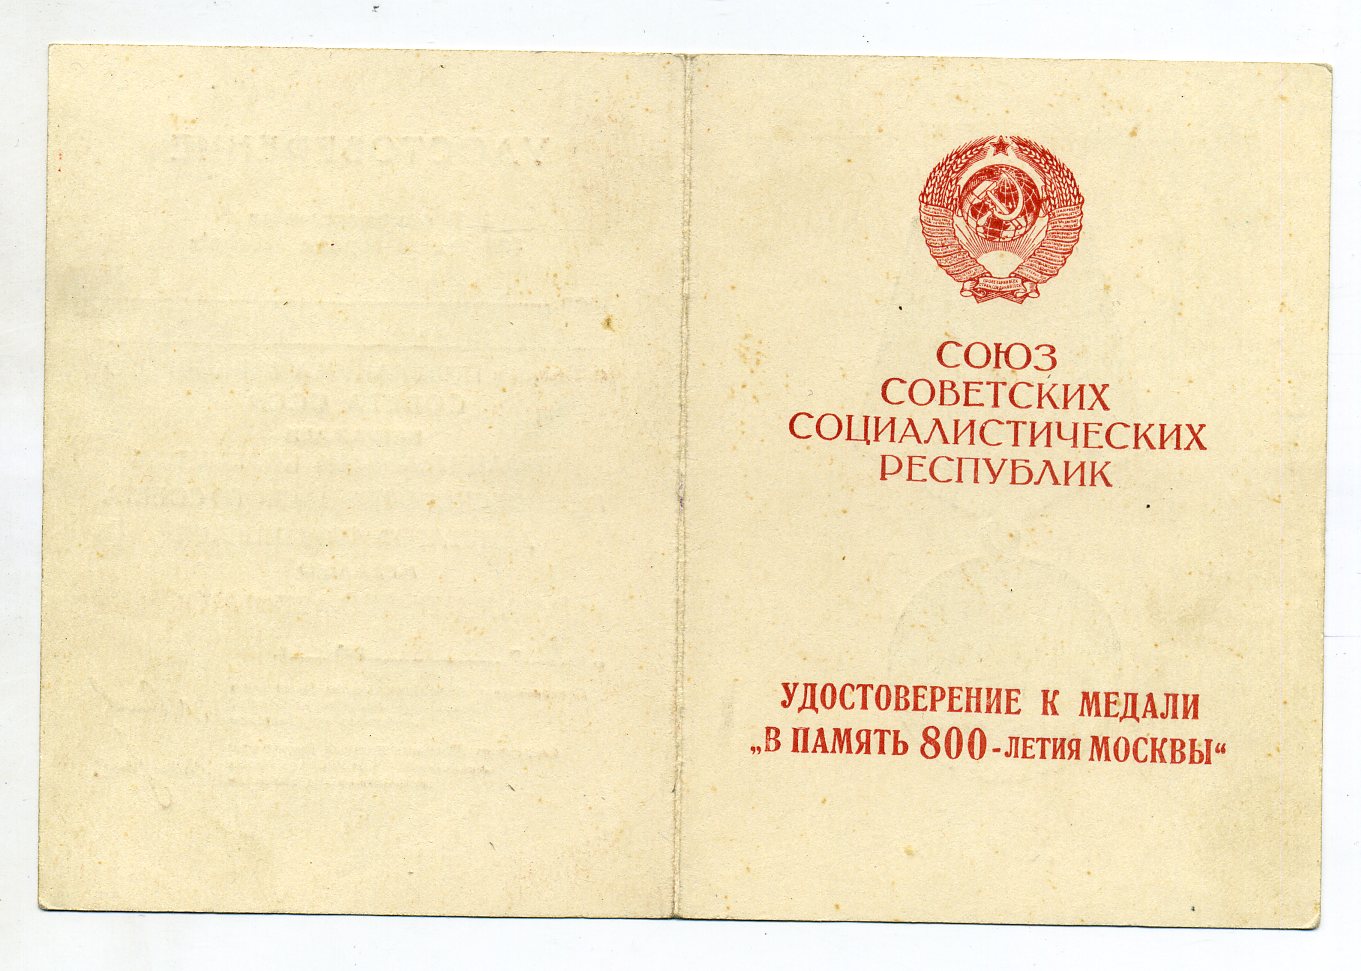 СОЮЗ
СОВЕТСКИХ
СОЦИАЛИСТИЧЕСКИХ
РЕСПУБЛИК
УДОСТОВЕРЕНИЕ К МЕДАЛИ
„В ПАМЯТЬ 800-ЛЕТИЯ МОСКВЫ“